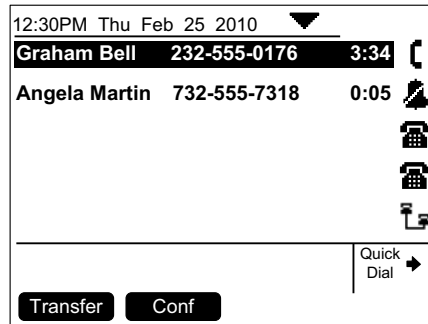 12:30PM Thu Feb 25 2010
Graham Bell 232-555-0176 3:34
Angela Martin 732-555-7318 0:05
Quick
Dial
Transfer Conf